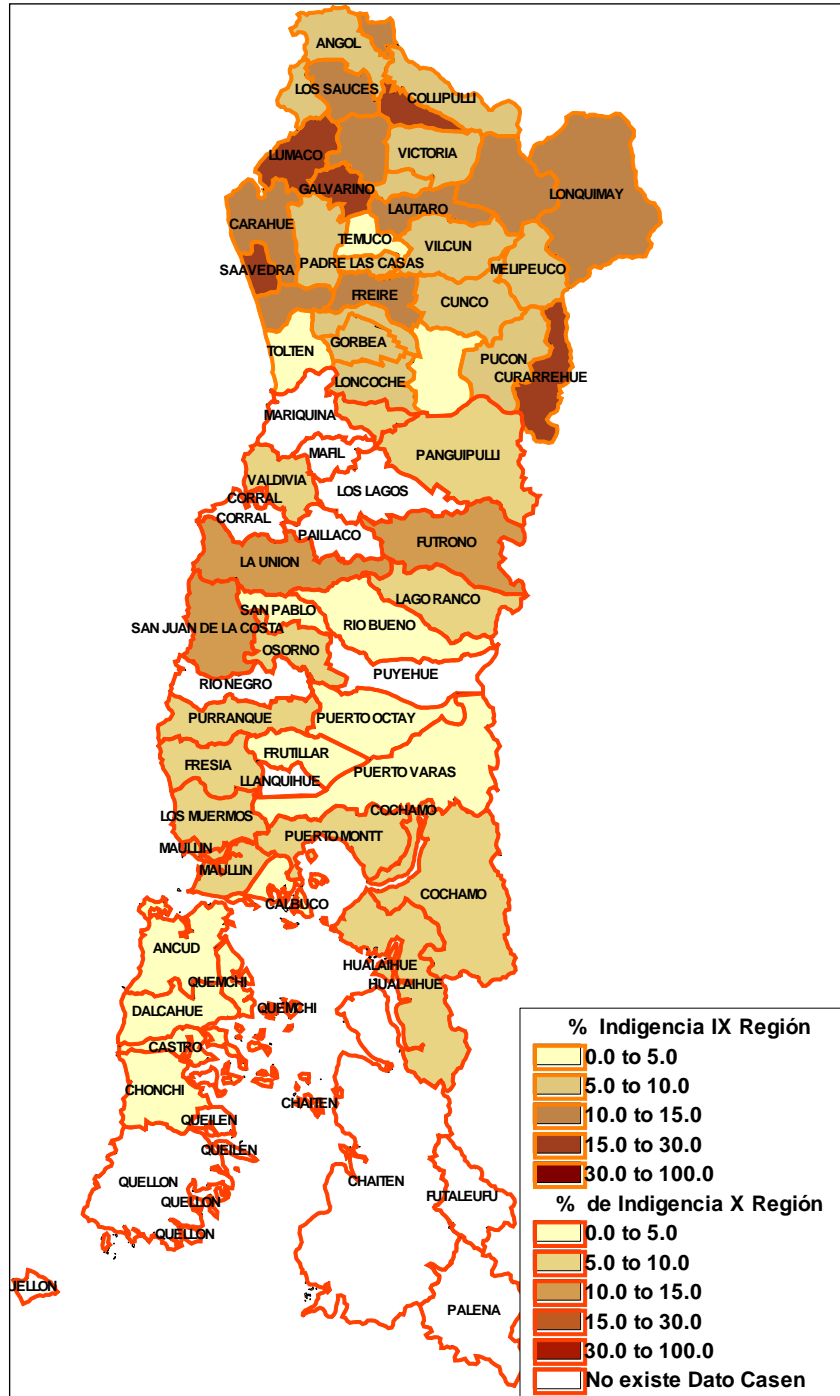 ANGOL
LOS SAUCES
COLLIPULLI
LUMACO
VICTORIA
GALVARINO
LONQUIMAY
LAUTARO
CARAHUE
TEMUCO
VILCUN
PADRE LAS CASAS
MELIPEUCO
SAAVEDRA
FREIRE
CUNCO
GORBEA
TOLTEN
PUCON
LONCOCHE
CURARREHUE
MARIQUINA
MAFIL
PANGUIPULLI
VALDIVIA
LOS LAGOS
CORRAL
CORRAL
PAILLACO
FUTRONO
LA UNION
LAGO RANCO
SAN PABLO
RIO BUENO
SAN JUAN DE LA COSTA
OSORNO
PUYEHUE
RIO NEGRO
PURRANQUE
PUERTO OCTAY
FRUTILLAR
FRESIA
PUERTO VARAS
LLANQUIHUE
LOS MUERMOS
COCHAMO
PUERTO MONTT
MAULLIN
MAULLIN
COCHAMO
CALBUCO
ANCUD
HUALAIHUE
QUEMCHI
HUALAIHUE
DALCAHUE
QUEMCHI
CASTRO
CHONCHI
CHAITEN
QUEILEN
QUEILEN
QUELLON
CHAITEN
FUTALEUFU
QUELLON
QUELLON
UELLON
PALENA
% Indigencia IX Región
0.0 to 5.0
5.0 to 10.0
10.0 to 15.0
15.0 to 30.0
30.0 to 100.0
% de Indigencia X Región
0.0 to 5.0
5.0 to 10.0
10.0 to 15.0
15.0 to 30.0
30.0 to 100.0
No existe Dato Casen